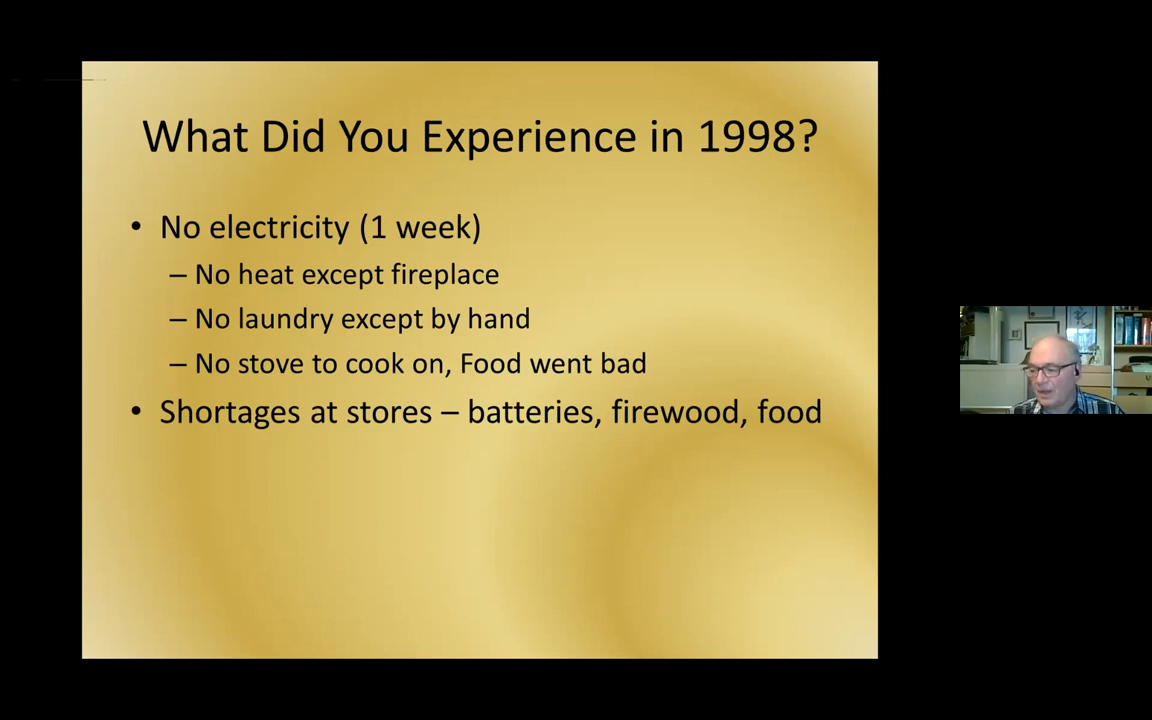 What Did You Experience in 1998?
• No electricity (1 week)
– No heat except fireplace
– No laundry except by hand
– No stove to cook on, Food went bad
• Shortages at stores – batteries, firewood, food